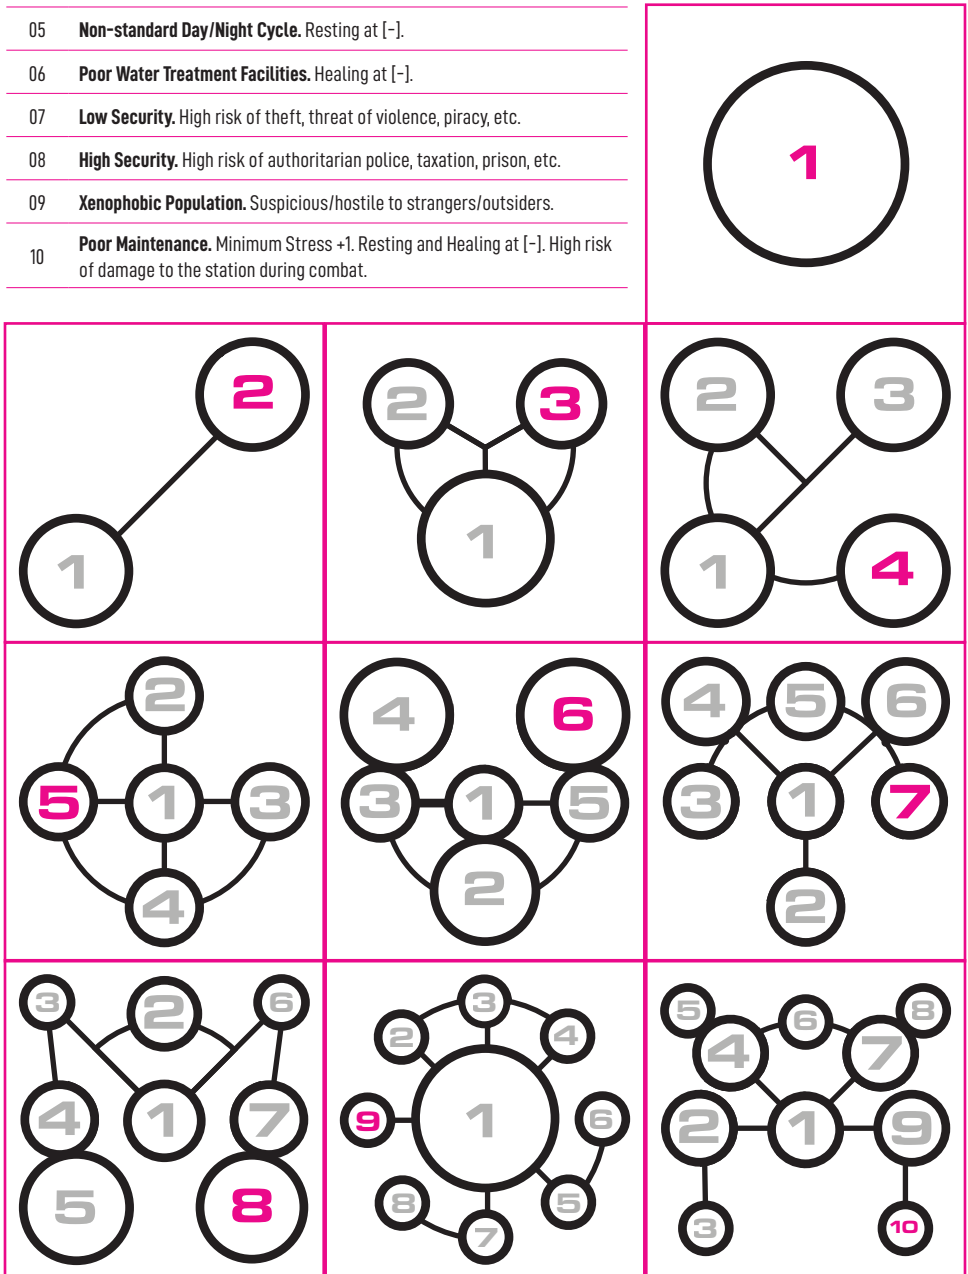 05 Non-standard Day/Night Cycle. Resting at [-].
06 Poor Water Treatment Facilities. Healing at [-].
07 Low Security. High risk of theft, threat of violence, piracy, etc.
08 High Security. High risk of authoritarian police, taxation, prison, etc.
09 Xenophobic Population. Suspicious/hostile to strangers/outsiders.
10 Poor Maintenance. Minimum Stress +1. Resting and Healing at [-]. High risk
of damage to the station during combat.
1
2
1
2 3
1
2 3
1 4
2
5 1 3
4
4 6
3 1 5
2
4 5 6
3 1 7
2
3 2 6
4 1 7
5 8
3
2 4
9 1 6
8 5
7
5 6 8
4 7
2 1 9
3 10